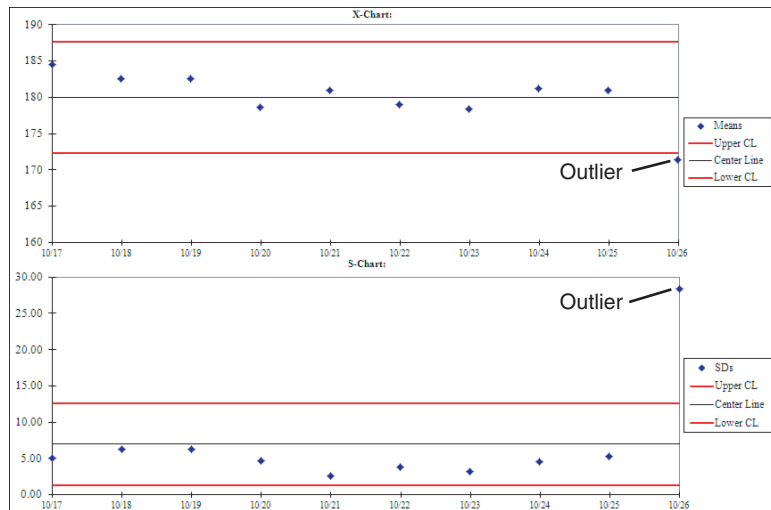 X-Chart:
190
185
180
175
170
165
160
10/17 10/18 10/19 10/20 10/21 10/22 10/23 10/24 10/25 10/26
Outlier
Means
Upper CL
Center Line
Lower CL
S-Chart:
30.00
25.00
20.00
15.00
10.00
5.00
0.00
10/17 10/18 10/19 10/20 10/21 10/22 10/23 10/24 10/25 10/26
Outlier
SDs
Upper CL
Center Line
Lower CL